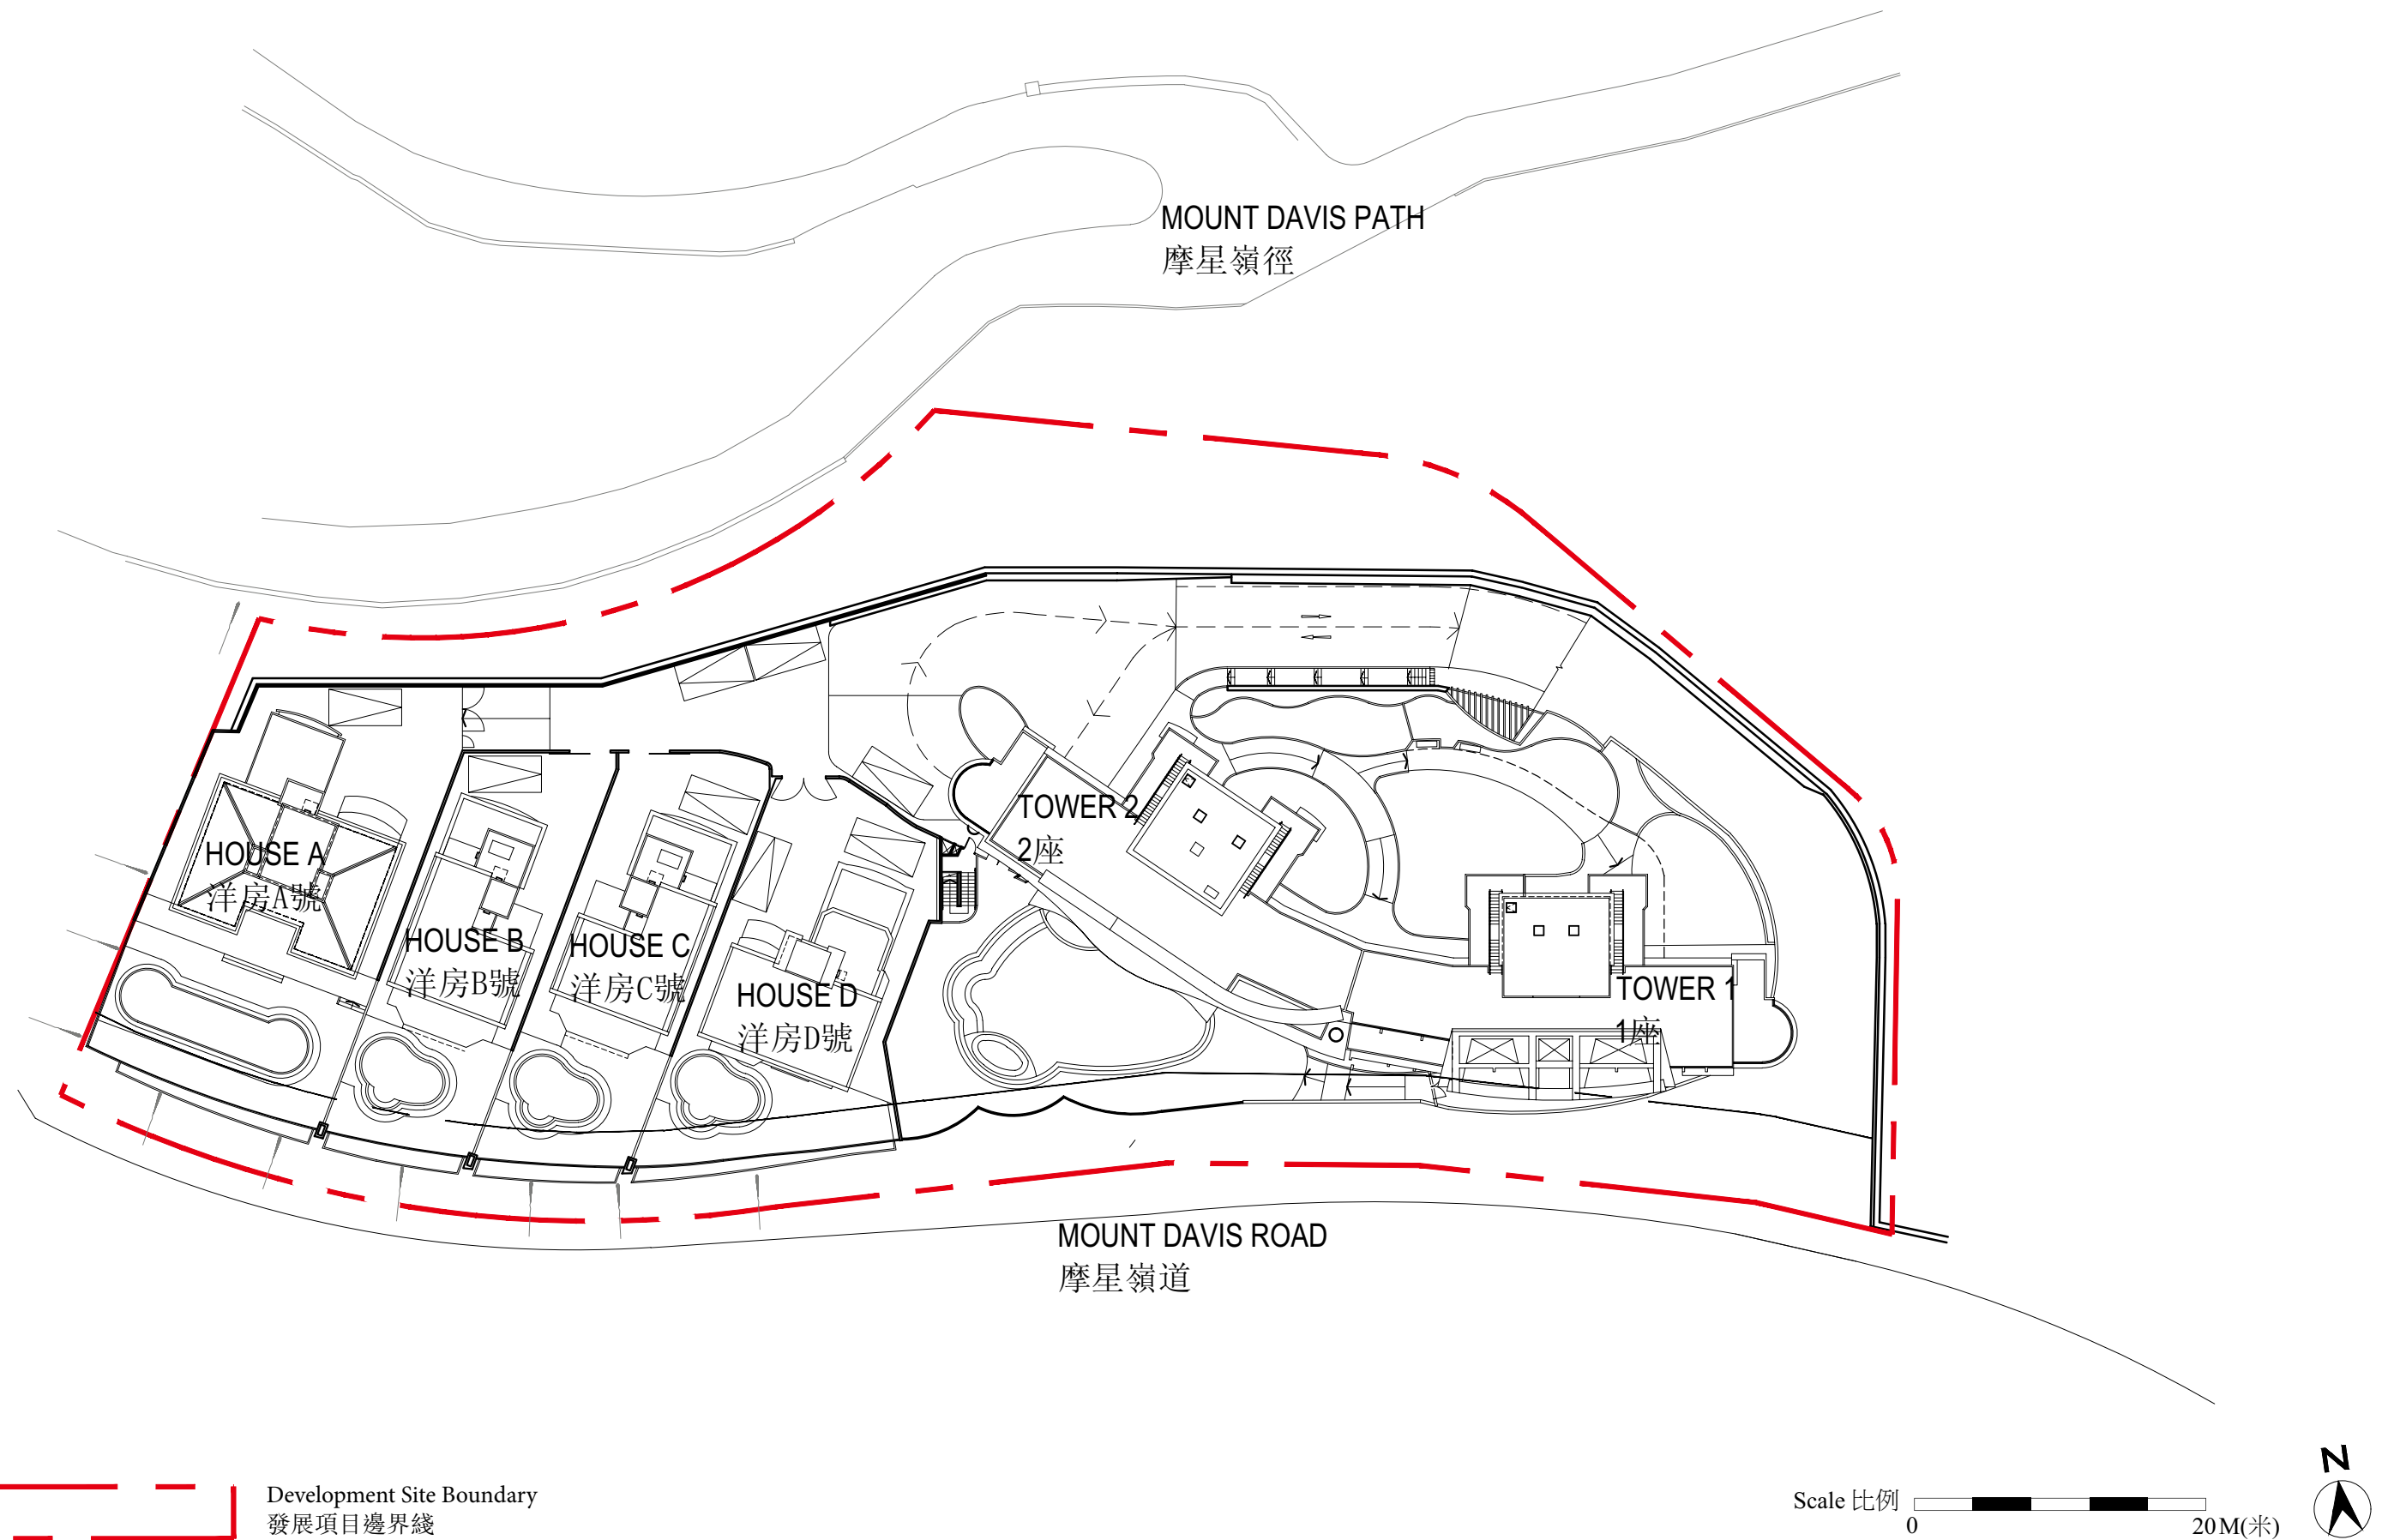 MOUNT DAVIS PATH
摩星嶺徑
TOWER 2
2座
HOUSE A
洋房A號
HOUSE B
洋房B號
HOUSE C
洋房C號
HOUSE D
洋房D號
TOWER 1
1座
MOUNT DAVIS ROAD
摩星嶺道
N
Development Site Boundary
發展項目邊界綫
Scale 比例
0 20M(米)